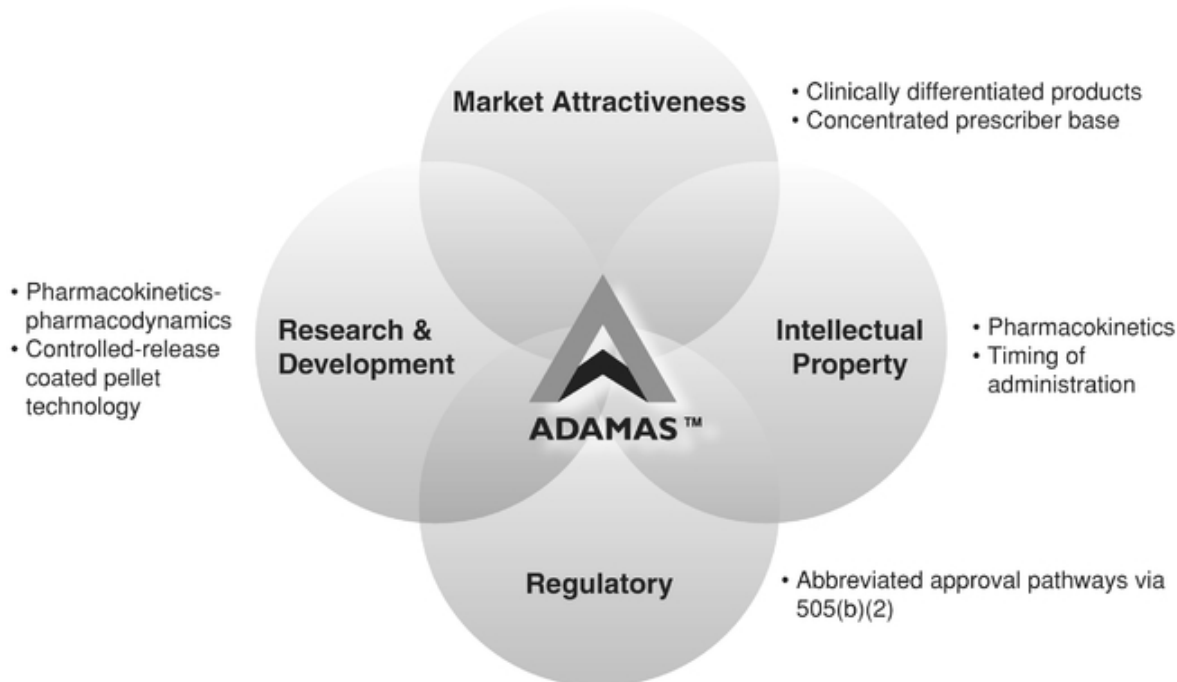 Market Attractiveness
• Clinically differentiated products
• Concentrated prescriber base
• Pharmacokinetics-
pharmacodynamics
• Controlled-release
coated pellet
technology
Research &
Development
Intellectual
Property
• Pharmacokinetics
• Timing of
administration
ADAMAS™
Regulatory
• Abbreviated approval pathways via
505(b)(2)